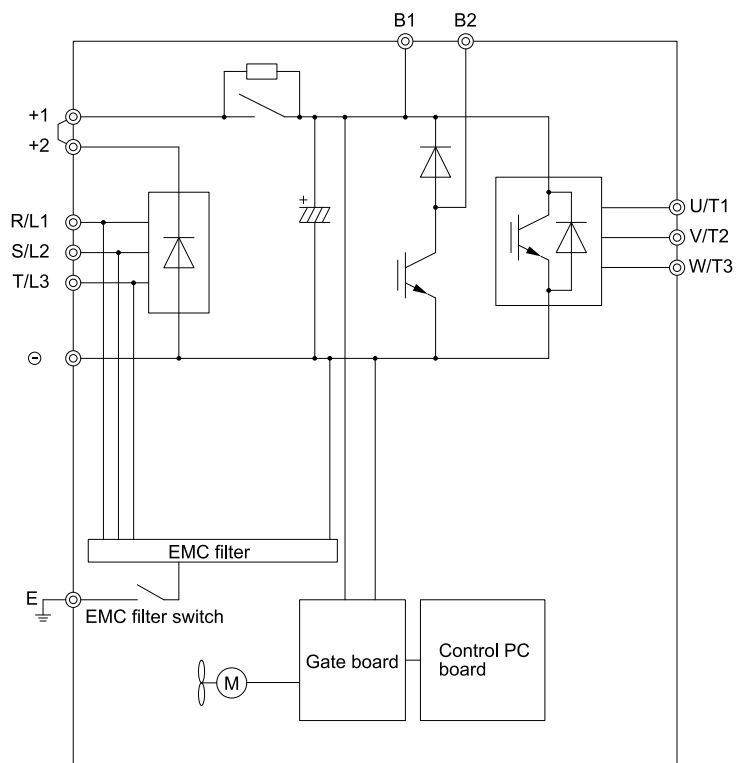 B1
B2
+1
+2
+
R/L1
S/L2
T/L3
U/T1
V/T2
W/T3
⊖
EMC filter
E
EMC filter switch
Gate board
Control PC
board
M